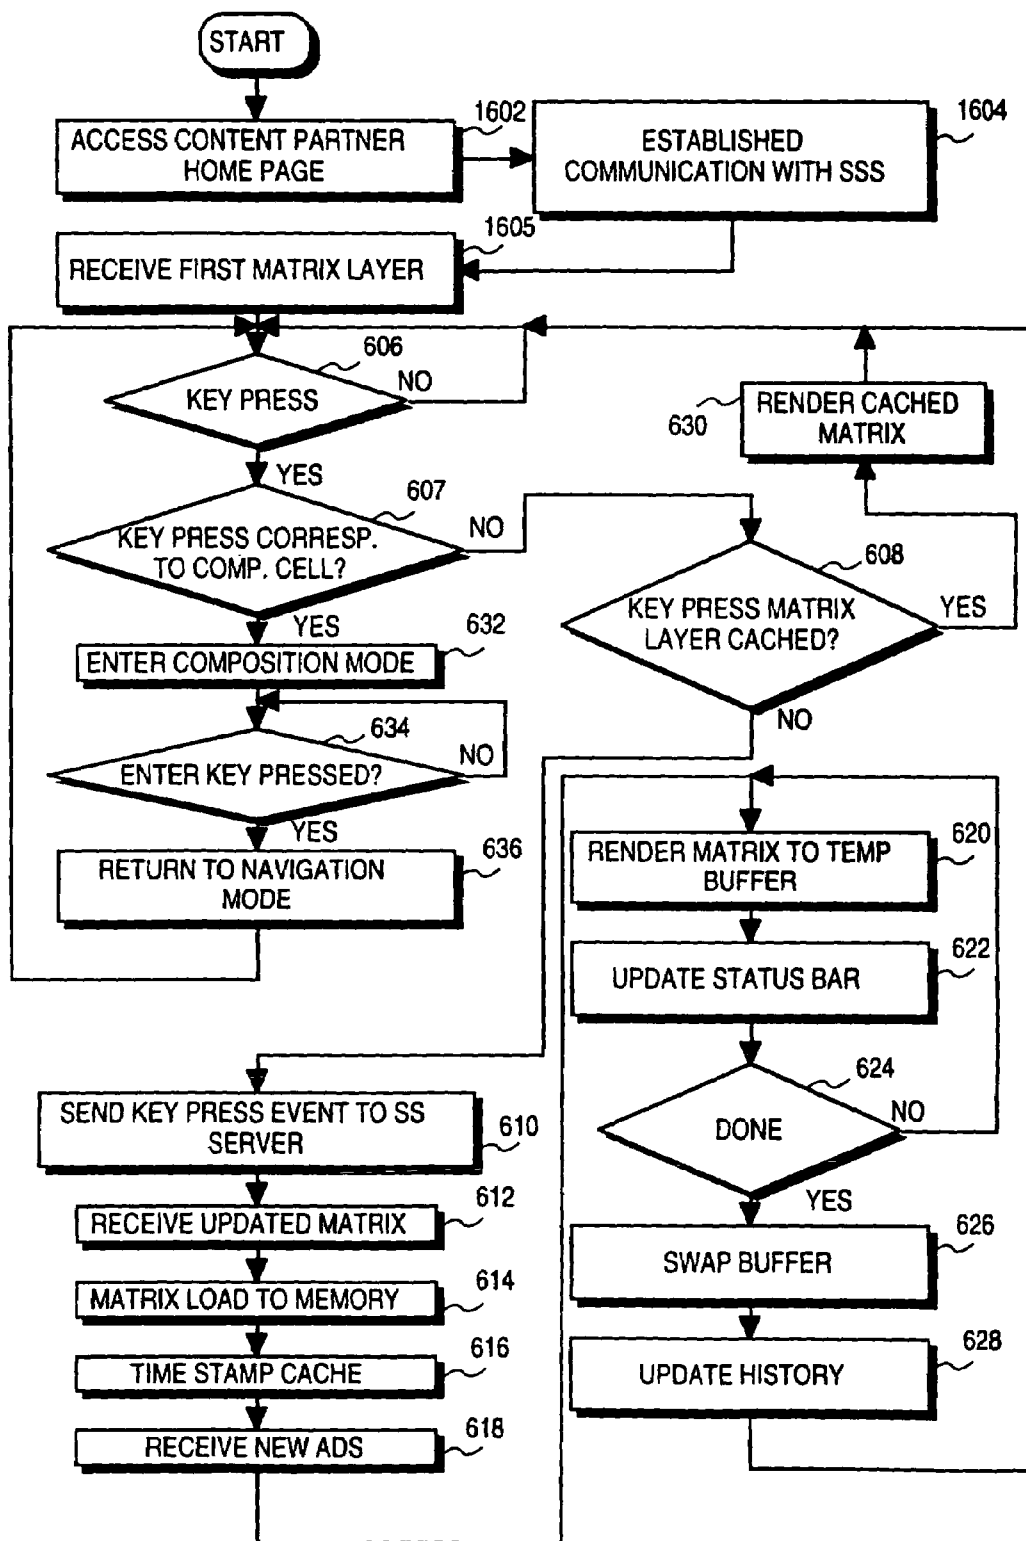 START
1602
ACCESS CONTENT PARTNER
HOME PAGE
1604
ESTABLISHED
COMMUNICATION WITH SSS
1605
RECEIVE FIRST MATRIX LAYER
606
KEY PRESS
NO
YES
630
RENDER CACHED
MATRIX
607
KEY PRESS CORRESP.
TO COMP. CELL?
NO
YES
608
KEY PRESS MATRIX
LAYER CACHED?
YES
NO
632
ENTER COMPOSITION MODE
634
ENTER KEY PRESSED?
NO
YES
636
RETURN TO NAVIGATION
MODE
620
RENDER MATRIX TO TEMP
BUFFER
622
UPDATE STATUS BAR
624
DONE
NO
YES
SEND KEY PRESS EVENT TO SS
SERVER
610
612
RECEIVE UPDATED MATRIX
614
MATRIX LOAD TO MEMORY
616
TIME STAMP CACHE
618
RECEIVE NEW ADS
626
SWAP BUFFER
628
UPDATE HISTORY